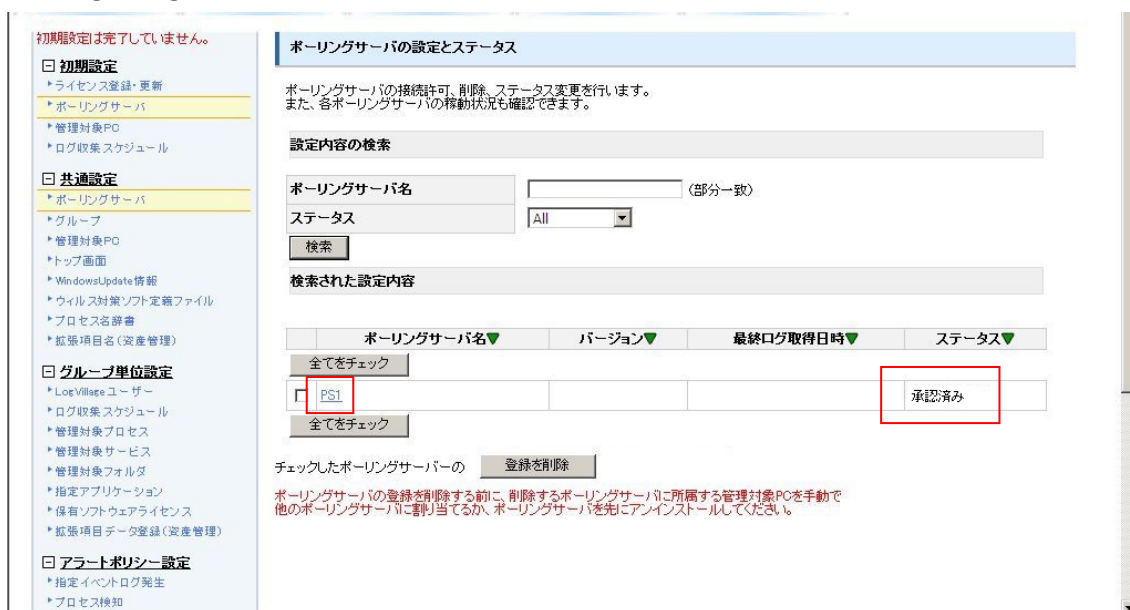 初期設定は完了していません。
初期設定
ライセンス登録・更新
ポーリングサーバ
管理対象PC
ログ収集スケジュール
共通設定
ポーリングサーバ
グループ
管理対象PC
トップ画面
WindowsUpdate情報
ウィルス対策ソフト定義ファイル
プロセス名辞書
拡張項目名(資産管理)
グループ単位設定
LogVillageユーザー
ログ収集スケジュール
管理対象プロセス
管理対象サービス
管理対象フォルダ
指定アプリケーション
保有ソフトウェアライセンス
拡張項目データ登録(資産管理)
アラートポリシー設定
指定イベントログ発生
プロセス検知
ポーリングサーバの設定とステータス
ポーリングサーバの接続許可、削除、ステータス変更を行います。
また、各ポーリングサーバの稼動状況も確認できます。
設定内容の検索
ポーリングサーバ名 (部分一致)
ステータス All
検索
検索された設定内容
ポーリングサーバ名▼ バージョン▼ 最終ログ取得日時▼ ステータス▼
全てをチェック
PS1 承認済み
全てをチェック
チェックしたポーリングサーバーの 登録を削除
ポーリングサーバの登録を削除する前に、削除するポーリングサーバに所属する管理対象PCを手動で
他のポーリングサーバに割り当てるか、ポーリングサーバを先にアンインストールしてください。